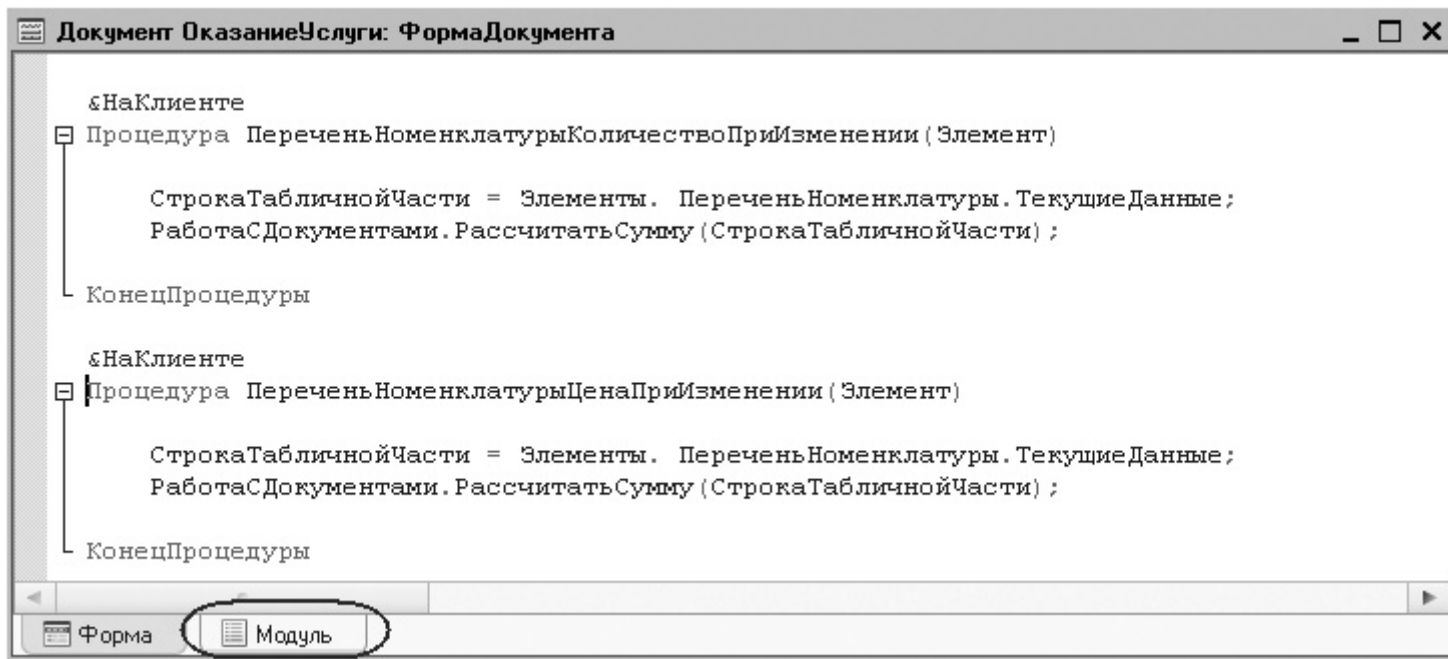 Документ ОказаниеУслуги: ФормаДокумента
&НаКлиенте
Процедура ПереченьНоменклатурыКоличествоПриИзменении(Элемент)
СтрокаТабличнойЧасти = Элементы. ПереченьНоменклатуры.ТекущиеДанные;
РаботаСДокументами.РассчитатьСумму(СтрокаТабличнойЧасти);
КонецПроцедуры
&НаКлиенте
Процедура ПереченьНоменклатурыЦенаПриИзменении(Элемент)
СтрокаТабличнойЧасти = Элементы. ПереченьНоменклатуры.ТекущиеДанные;
РаботаСДокументами.РассчитатьСумму(СтрокаТабличнойЧасти);
КонецПроцедуры
Форма Модуль